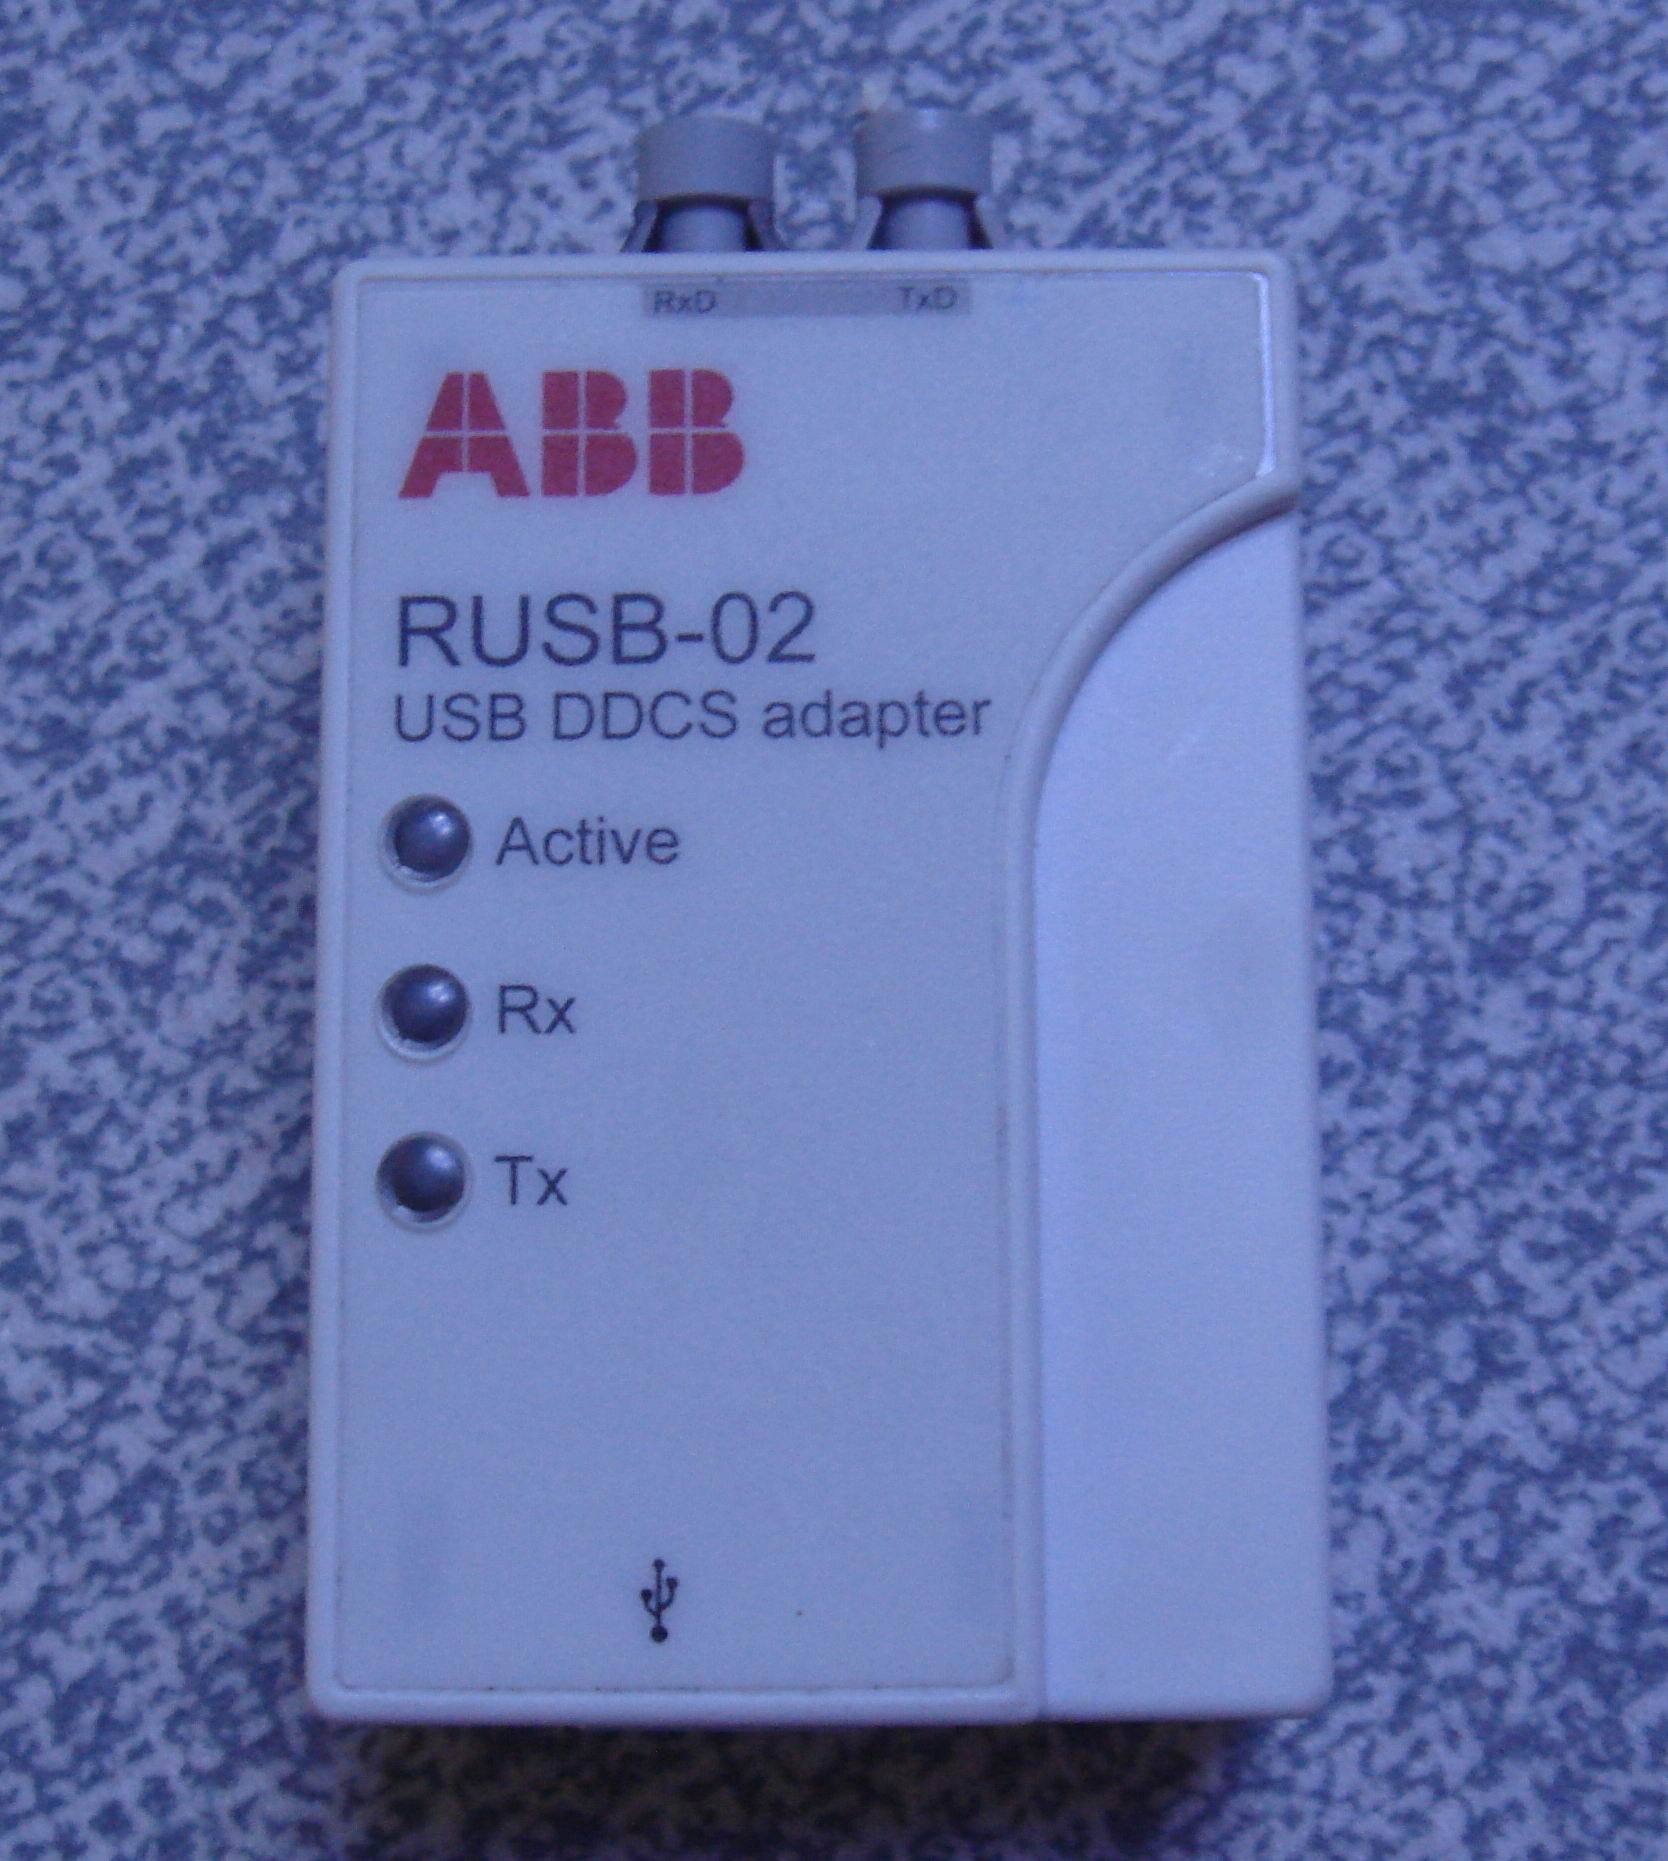 RxD TxD
ABB
RUSB-02
USB DDCS adapter
Active
Rx
Tx